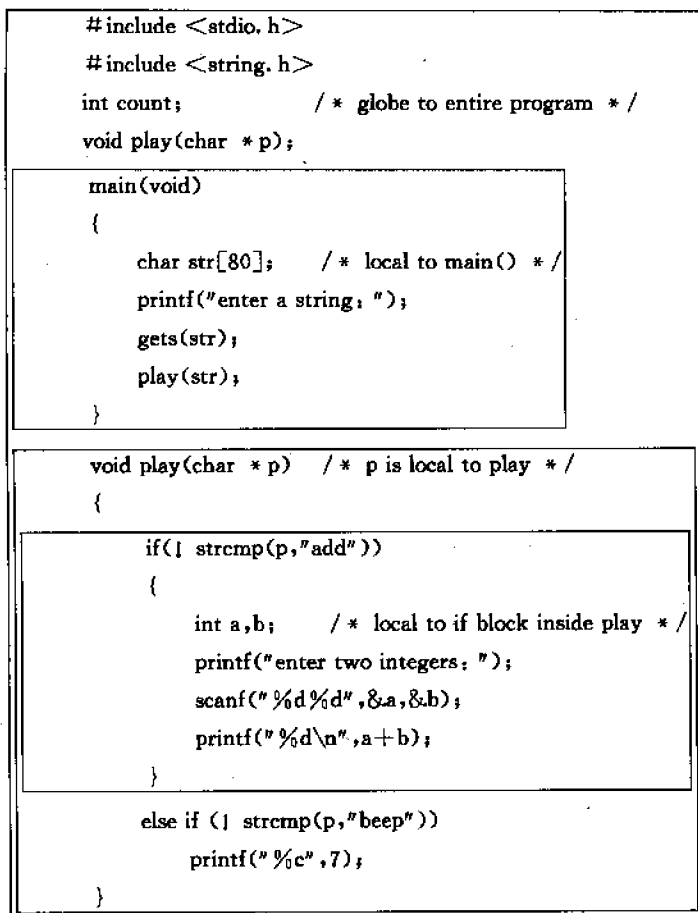 #include <stdio.h>
#include <string.h>
int count; /* globe to entire program */
void play(char *p);
main(void)
{
char str[80]; /* local to main() */
printf("enter a string: ");
gets(str);
play(str);
}
void play(char *p) /* p is local to play */
{
if(! strcmp(p,"add"))
{
int a,b; /* local to if block inside play */
printf("enter two integers: ");
scanf("%d%d",&a,&b);
printf("%d\n",a+b);
}
else if (! strcmp(p,"beep"))
printf("%c",7);
}